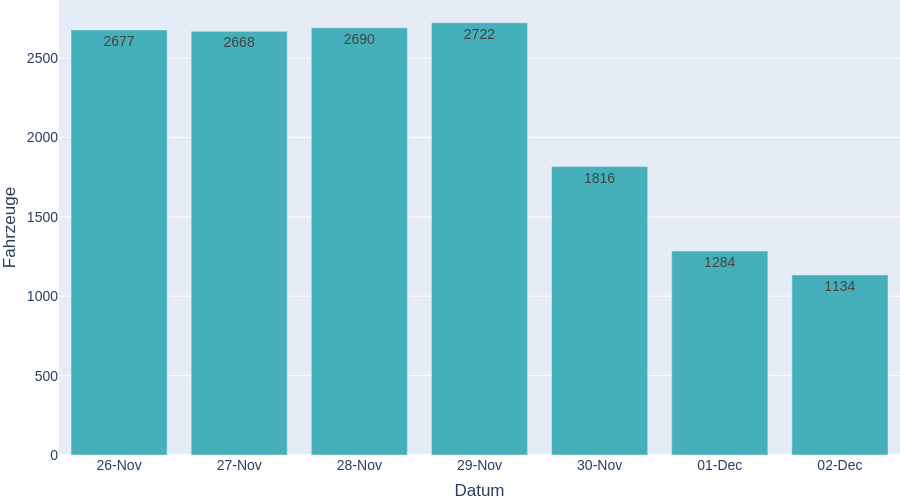 Fahrzeuge
2500
2000
1500
1000
500
0
2677
2668
2690
2722
1816
1284
1134
26-Nov
27-Nov
28-Nov
29-Nov
30-Nov
01-Dec
02-Dec
Datum